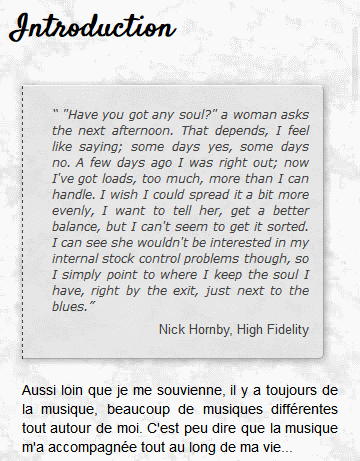 Introduction
“ "Have you got any soul?" a woman asks
the next afternoon. That depends, I feel
like saying; some days yes, some days
no. A few days ago I was right out; now
I've got loads, too much, more than I can
handle. I wish I could spread it a bit more
evenly, I want to tell her, get a better
balance, but I can't seem to get it sorted.
I can see she wouldn't be interested in my
internal stock control problems though, so
I simply point to where I keep the soul I
have, right by the exit, just next to the
blues.”
Nick Hornby, High Fidelity
Aussi loin que je me souvienne, il y a toujours de
la musique, beaucoup de musiques différentes
tout autour de moi. C'est peu dire que la musique
m'a accompagnée tout au long de ma vie...